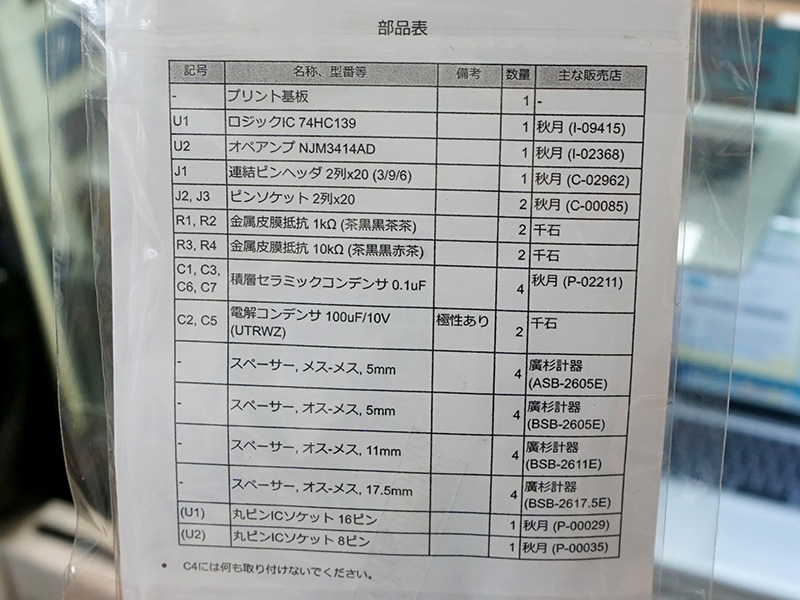 部品表
記号 名称、型番等 備考 数量 主な販売店
- プリント基板 1 -
U1 ロジックIC 74HC139 1 秋月 (I-09415)
U2 オペアンプ NJM3414AD 1 秋月 (I-02368)
J1 連結ピンヘッダ 2列x20 (3/9/6) 1 秋月 (C-02962)
J2, J3 ピンソケット 2列x20 2 秋月 (C-00085)
R1, R2 金属皮膜抵抗 1kΩ (茶黒黒茶茶) 2 千石
R3, R4 金属皮膜抵抗 10kΩ (茶黒黒赤茶) 2 千石
C1, C3,
C6, C7 積層セラミックコンデンサ 0.1uF 4 秋月 (P-02211)
C2, C5 電解コンデンサ 100uF/10V 極性あり 2 千石
(UTRWZ)
- スペーサー, メス-メス, 5mm 4 廣杉計器
(ASB-2605E)
- スペーサー, オス-メス, 5mm 4 廣杉計器
(BSB-2605E)
- スペーサー, オス-メス, 11mm 4 廣杉計器
(BSB-2611E)
- スペーサー, オス-メス, 17.5mm 4 廣杉計器
(BSB-2617.5E)
(U1) 丸ピンICソケット 16ピン 1 秋月 (P-00029)
(U2) 丸ピンICソケット 8ピン 1 秋月 (P-00035)
• C4には何も取り付けないでください。